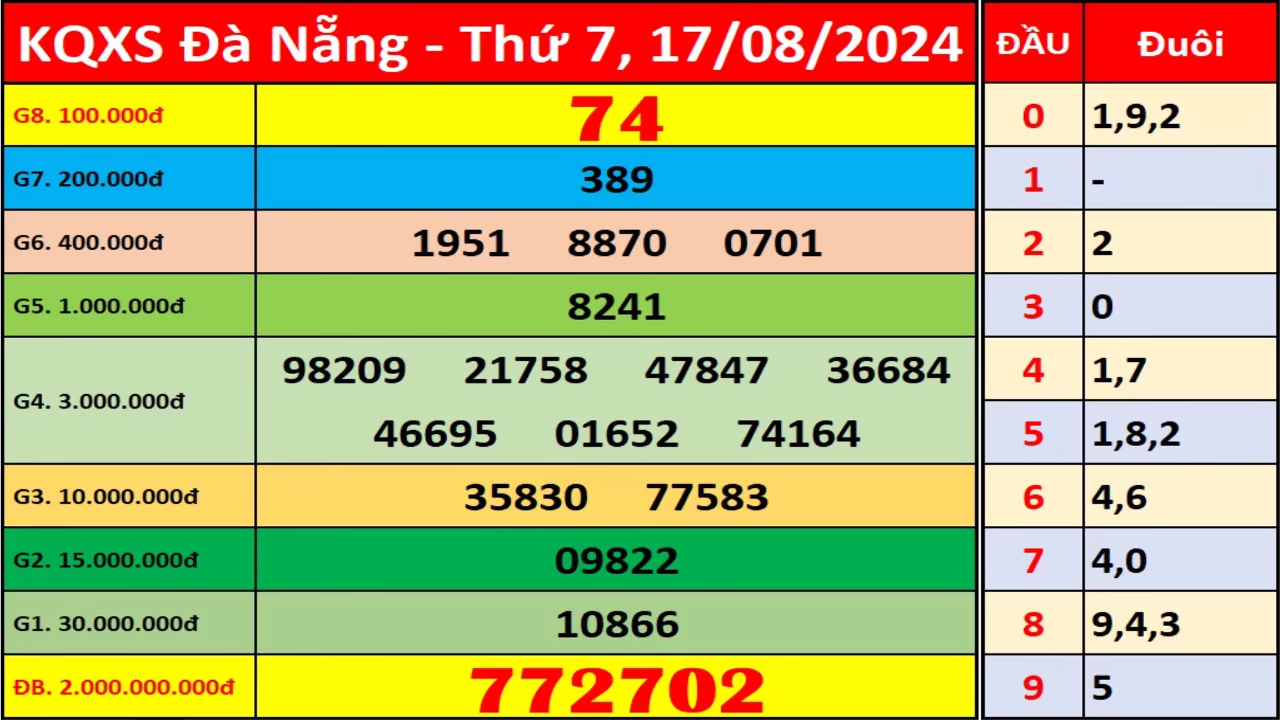 KQXS Đà Nẵng - Thứ 7, 17/08/2024
G8. 100.000đ 74
G7. 200.000đ 389
G6. 400.000đ 1951 8870 0701
G5. 1.000.000đ 8241
G4. 3.000.000đ 98209 21758 47847 36684
46695 01652 74164
G3. 10.000.000đ 35830 77583
G2. 15.000.000đ 09822
G1. 30.000.000đ 10866
ĐB. 2.000.000.000đ 772702
ĐẦU Đuôi
0 1,9,2
1 -
2 2
3 0
4 1,7
5 1,8,2
6 4,6
7 4,0
8 9,4,3
9 5